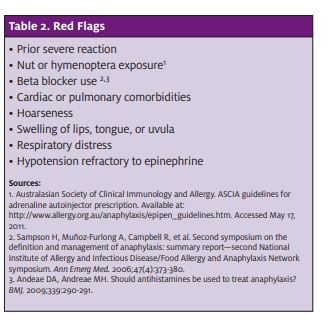 Table 2. Red Flags
• Prior severe reaction
• Nut or hymenoptera exposure¹
• Beta blocker use ²,³
• Cardiac or pulmonary comorbidities
• Hoarseness
• Swelling of lips, tongue, or uvula
• Respiratory distress
• Hypotension refractory to epinephrine
Sources:
1. Australasian Society of Clinical Immunology and Allergy. ASCIA guidelines for
adrenaline autoinjector prescription. Available at:
http://www.allergy.org.au/anaphylaxis/epipen_guidelines.htm. Accessed May 17,
2011.
2. Sampson H, Muñoz-Furlong A, Campbell R, et al. Second symposium on the
definition and management of anaphylaxis: summary report—second National
Institute of Allergy and Infectious Disease/Food Allergy and Anaphylaxis Network
symposium. Ann Emerg Med. 2006;47(4):373-380.
3. Andeae DA, Andreae MH. Should antihistamines be used to treat anaphylaxis?
BMJ. 2009;339:290-291.